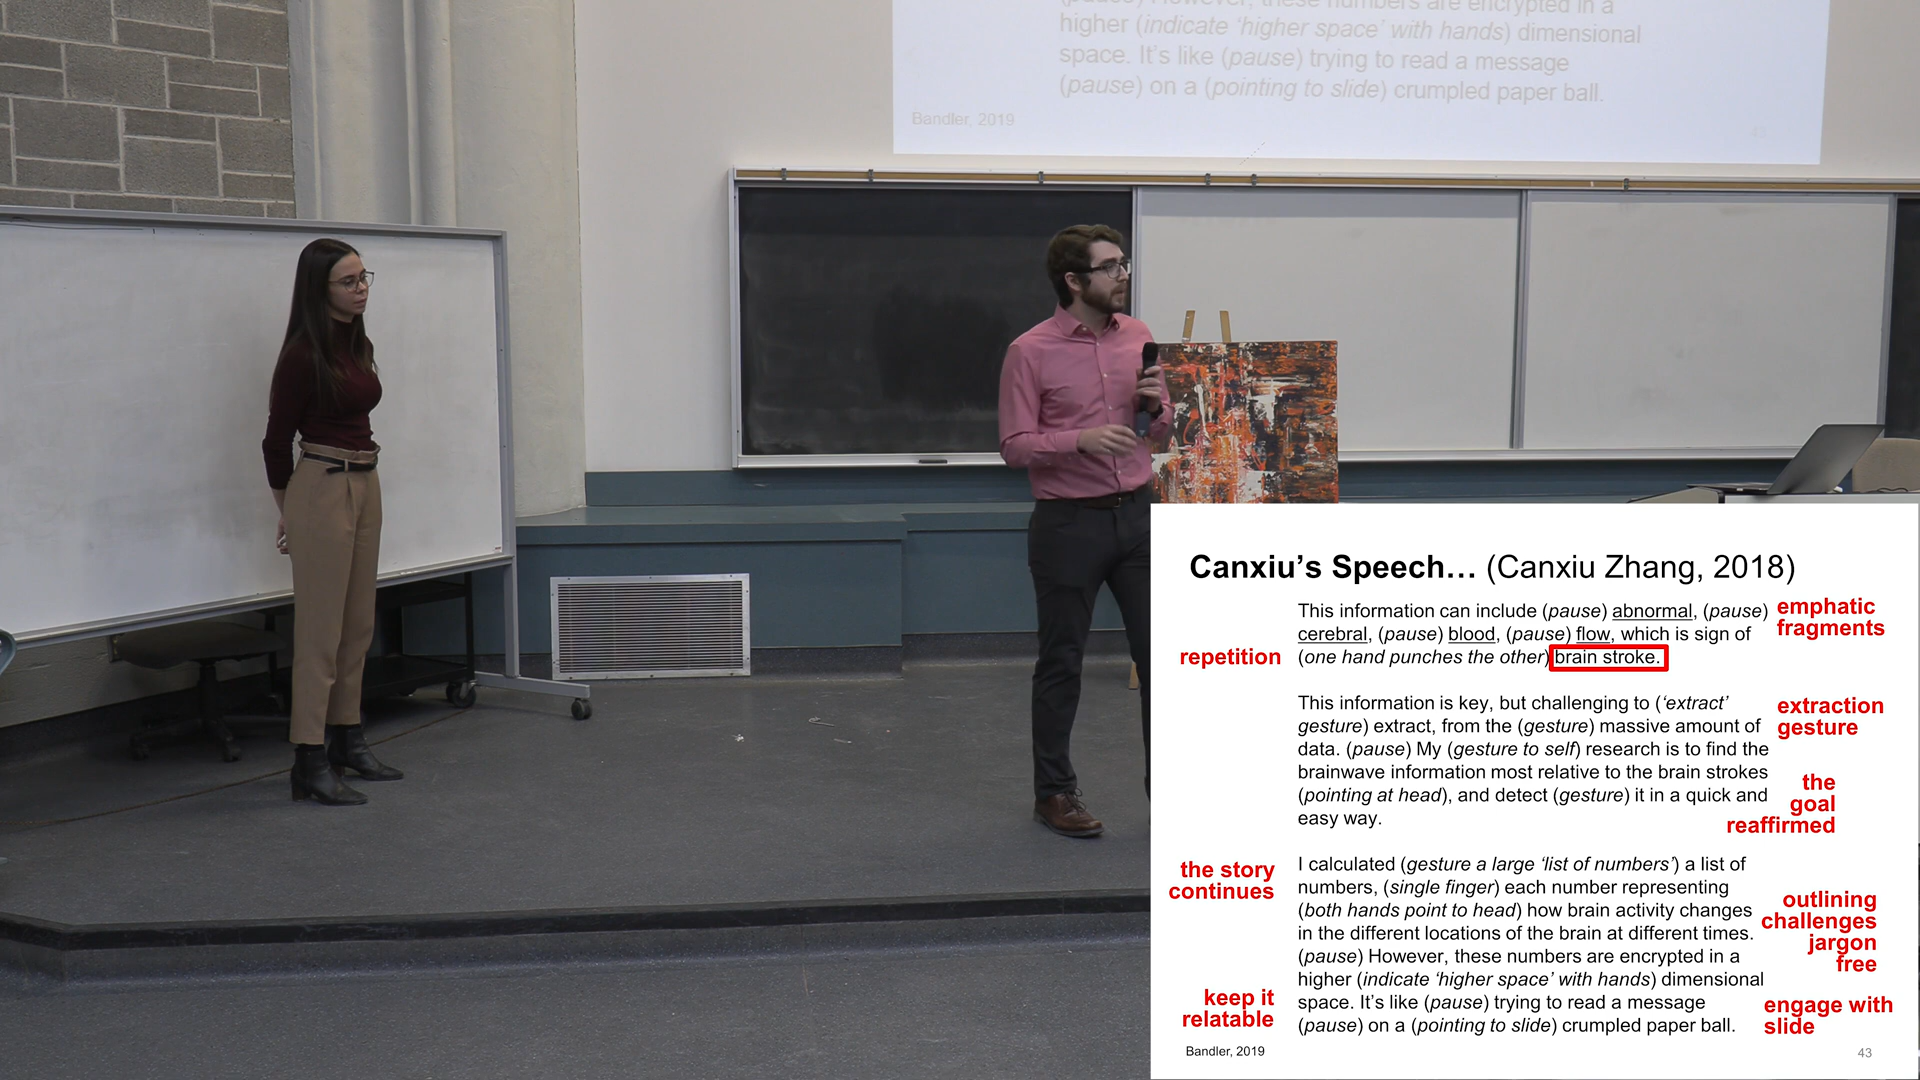 (pause) However, these numbers are encrypted in a
higher (indicate ‘higher space’ with hands) dimensional
space. It’s like (pause) trying to read a message
(pause) on a (pointing to slide) crumpled paper ball.
Bandler, 2019
Canxiu’s Speech… (Canxiu Zhang, 2018)
This information can include (pause) abnormal, (pause)
cerebral, (pause) blood, (pause) flow, which is sign of
(one hand punches the other) brain stroke.
emphatic
fragments
repetition
This information is key, but challenging to (‘extract’
gesture) extract, from the (gesture) massive amount of
data. (pause) My (gesture to self) research is to find the
brainwave information most relative to the brain strokes
(pointing at head), and detect (gesture) it in a quick and
easy way.
extraction
gesture
the
goal
reaffirmed
the story
continues
I calculated (gesture a large ‘list of numbers’) a list of
numbers, (single finger) each number representing
(both hands point to head) how brain activity changes
in the different locations of the brain at different times.
(pause) However, these numbers are encrypted in a
higher (indicate ‘higher space’ with hands) dimensional
space. It’s like (pause) trying to read a message
(pause) on a (pointing to slide) crumpled paper ball.
outlining
challenges
jargon
free
keep it
relatable
engage with
slide
Bandler, 2019
43